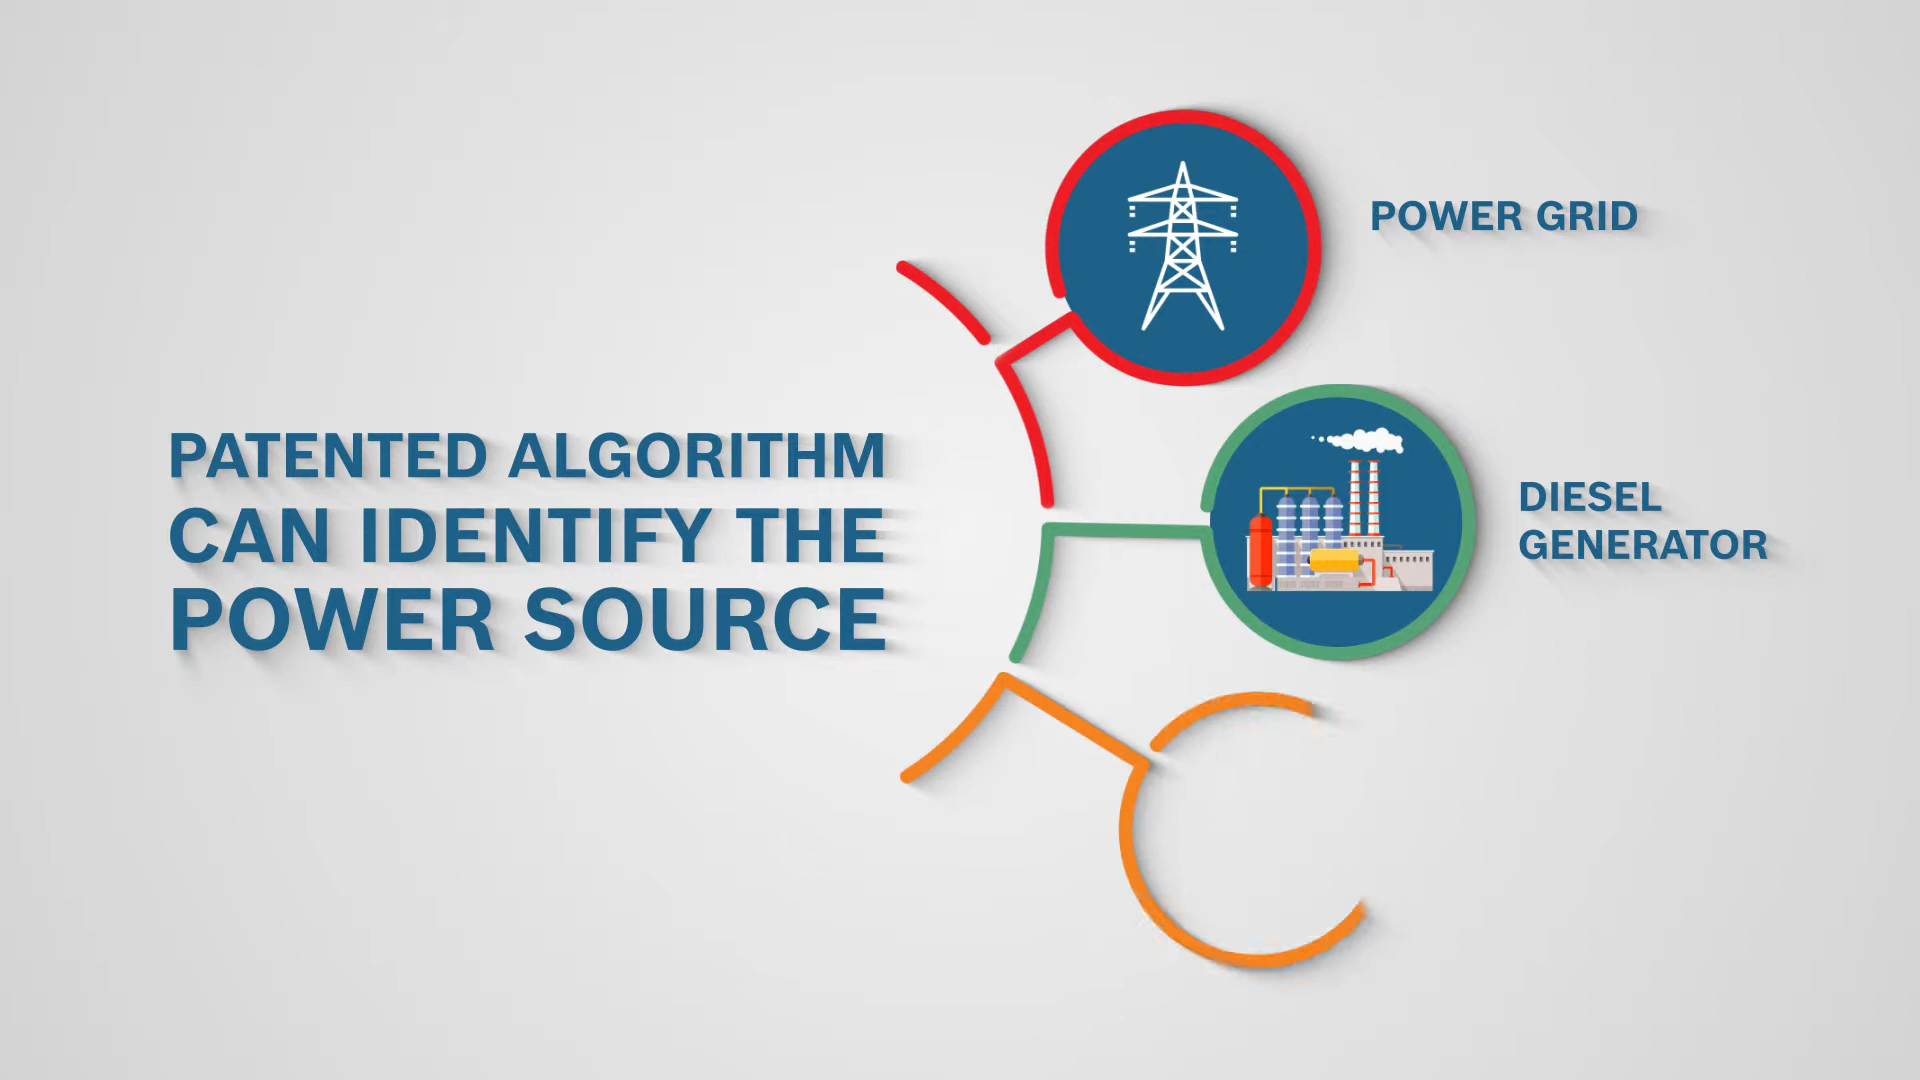 PATENTED ALGORITHM
CAN IDENTIFY THE
POWER SOURCE
POWER GRID
DIESEL
GENERATOR